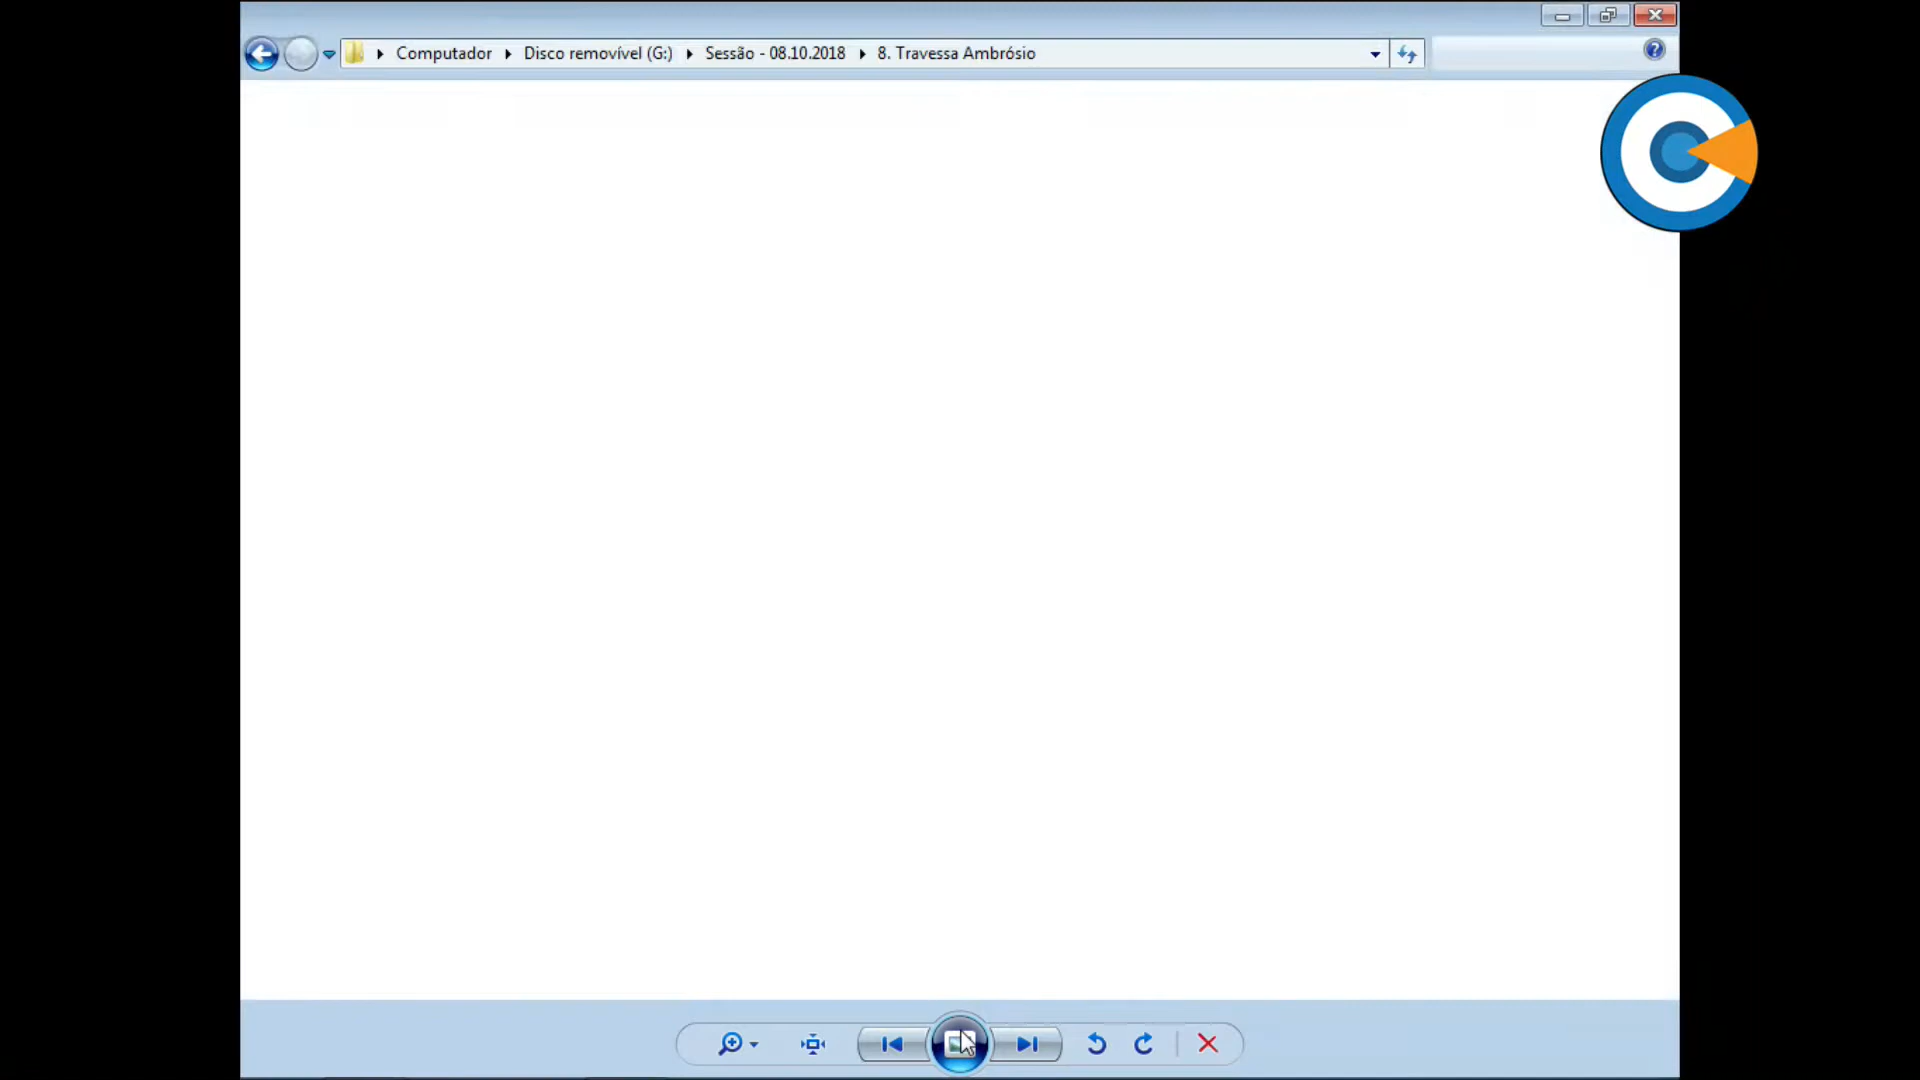 Computador Disco removível (G:) Sessão - 08.10.2018 8. Travessa Ambrósio